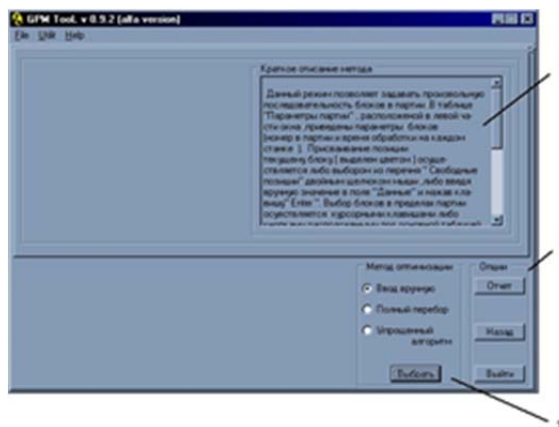 GPM Tool. v 0.9.2 (alfa version)
File Util Help
Краткое описание метода
Данный режим позволяет задавать произвольную
последовательность блоков в партии .В таблице
"Параметры партии" , расположеной в левой ча-
сти окна ,приведены параметры блоков
(номер в партии и время обработки на каждом
станке ). Присваивание позиции
текущему блоку ( выделен цветом ) осуще-
ствляется либо выбором из перечня " Свободные
позиции" двойным щелчком мыши ,либо введя
вручную значение в поле "Данные" и нажав кла-
вишу" Enter ". Выбор блоков в пределах партии
осуествляется курсорными клавишами либо
Метод оптимизации
Ввод вручную
Полный перебор
Упрошенный
алгоритм
Выбрать
Опции
Отчет
Назад
Выйти